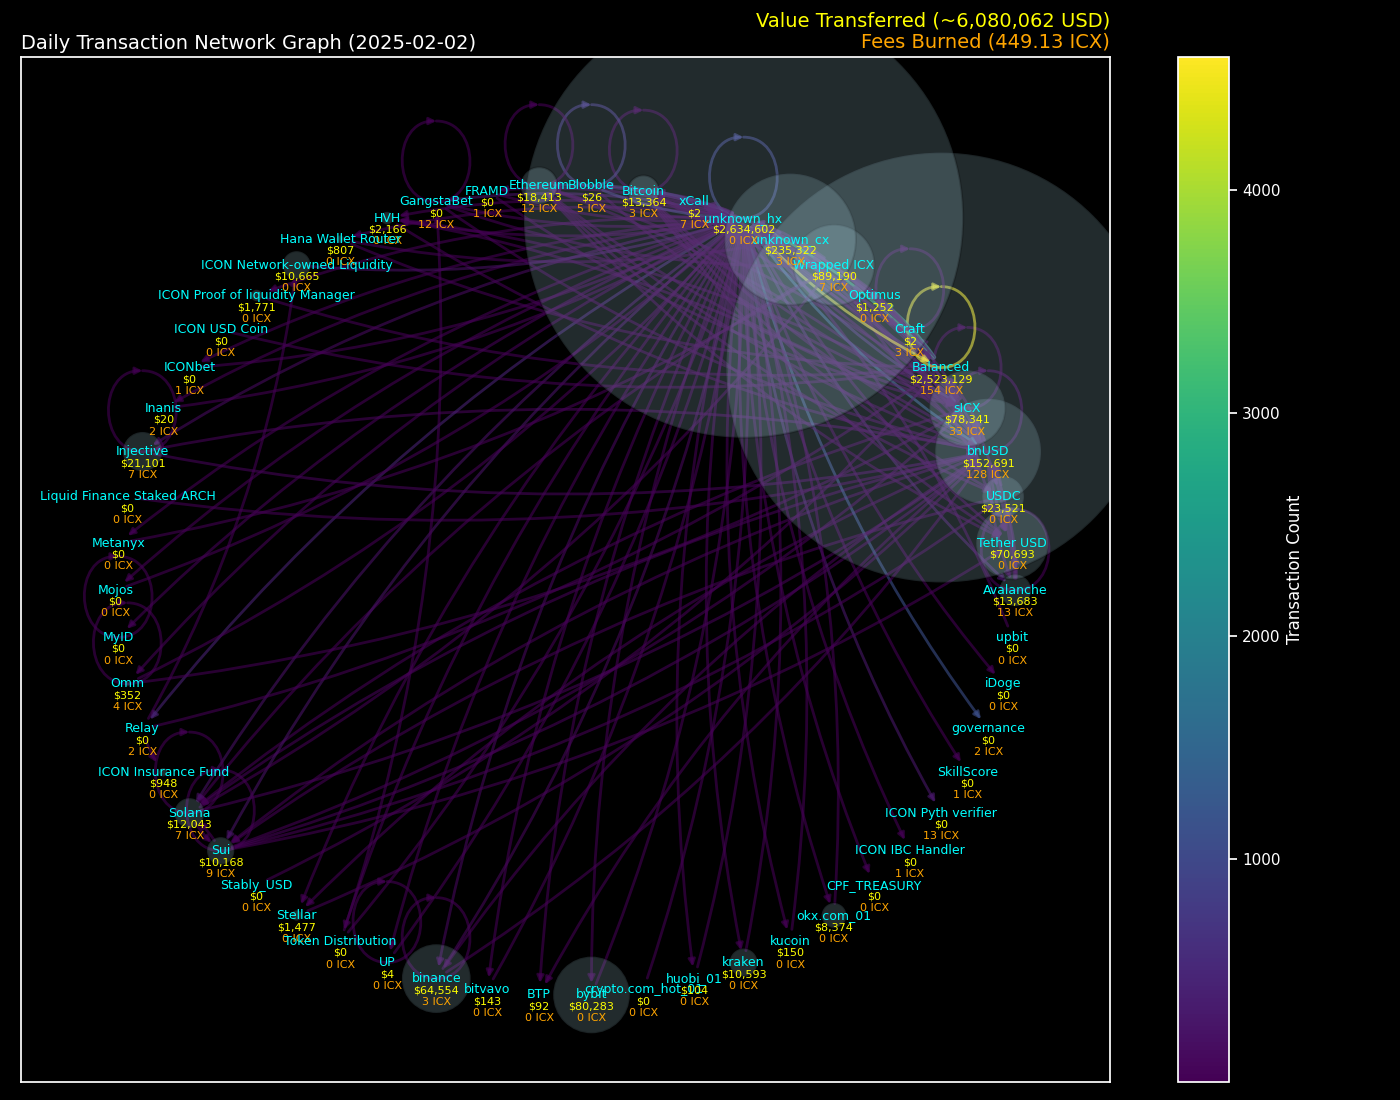 Value Transferred (~6,080,062 USD)
Daily Transaction Network Graph (2025-02-02)
Fees Burned (449.13 ICX)
Ethereum
$18,413
12 ICX
Blobble
$26
5 ICX
Bitcoin
$13,364
3 ICX
FRAMD
$0
1 ICX
GangstaBet
$0
12 ICX
xCall
$2
7 ICX
HVH
$2,166
unknown_hx
$2,634,602
0 ICX
Hana Wallet Router
$807
0 ICX
unknown_cx
$235,322
3 ICX
ICON Network-owned Liquidity
$10,665
0 ICX
Wrapped ICX
$89,190
7 ICX
ICON Proof of liquidity Manager
$1,771
0 ICX
Optimus
$1,252
0 ICX
ICON USD Coin
$0
0 ICX
Craft
$2
3 ICX
ICONbet
$0
1 ICX
Balanced
$2,523,129
154 ICX
Inanis
$20
2 ICX
sICX
$78,341
33 ICX
Injective
$21,101
7 ICX
bnUSD
$152,691
128 ICX
Liquid Finance Staked ARCH
$0
0 ICX
USDC
$23,521
0 ICX
Metanyx
$0
0 ICX
Tether USD
$70,693
0 ICX
Mojos
$0
0 ICX
Avalanche
$13,683
13 ICX
MyID
$0
0 ICX
upbit
$0
0 ICX
Omm
$352
4 ICX
iDoge
$0
0 ICX
Relay
$0
2 ICX
governance
$0
2 ICX
ICON Insurance Fund
$948
0 ICX
SkillScore
$0
1 ICX
Solana
$12,043
7 ICX
ICON Pyth verifier
$0
13 ICX
Sui
$10,168
9 ICX
ICON IBC Handler
$0
1 ICX
Stably_USD
$0
0 ICX
CPF_TREASURY
$0
0 ICX
Stellar
$1,477
0 ICX
okx.com_01
$8,374
0 ICX
Token Distribution
$0
0 ICX
kucoin
$150
0 ICX
UP
$4
0 ICX
kraken
$10,593
0 ICX
binance
$64,554
3 ICX
huobi_01
$104
0 ICX
bitvavo
$143
0 ICX
BTP
$92
0 ICX
bybit
$80,283
0 ICX
$0
0 ICX
4000
3000
2000
1000
Transaction Count